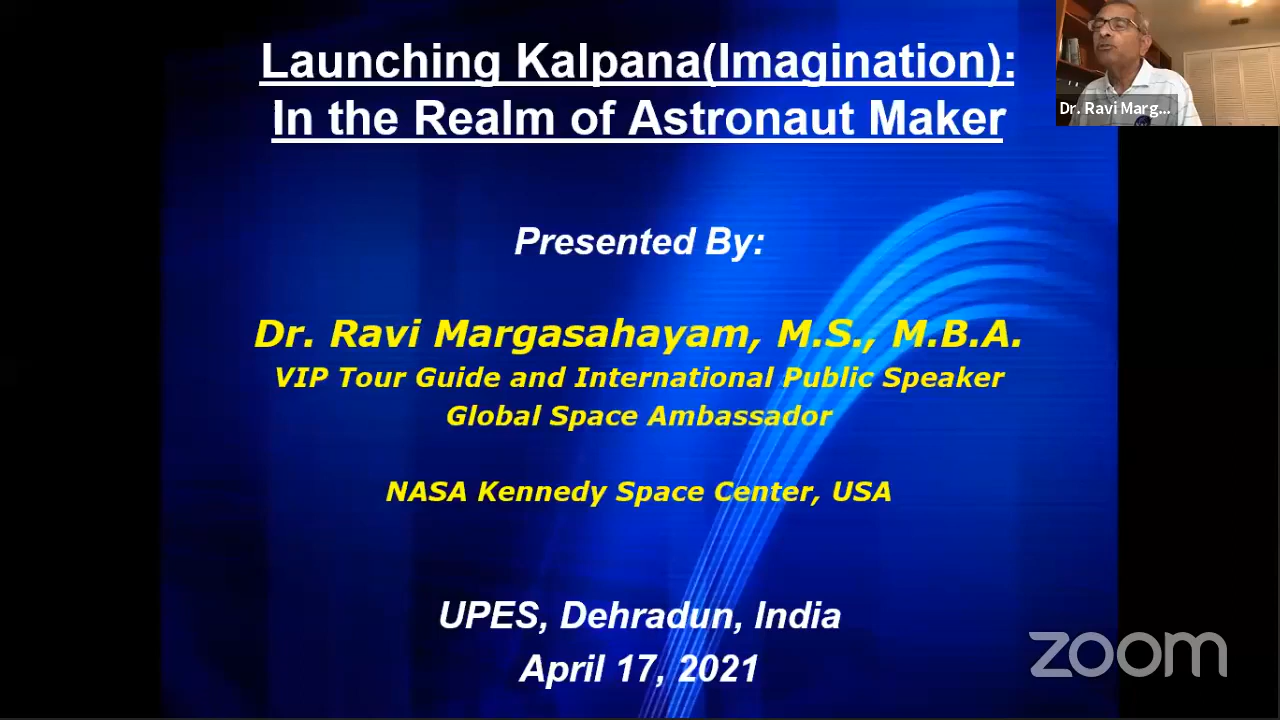 Launching Kalpana(Imagination):
In the Realm of Astronaut Maker
Dr. Ravi Marg...
Presented By:
Dr. Ravi Margasahayam, M.S., M.B.A.
VIP Tour Guide and International Public Speaker
Global Space Ambassador
NASA Kennedy Space Center, USA
UPES, Dehradun, India
April 17, 2021
zoom